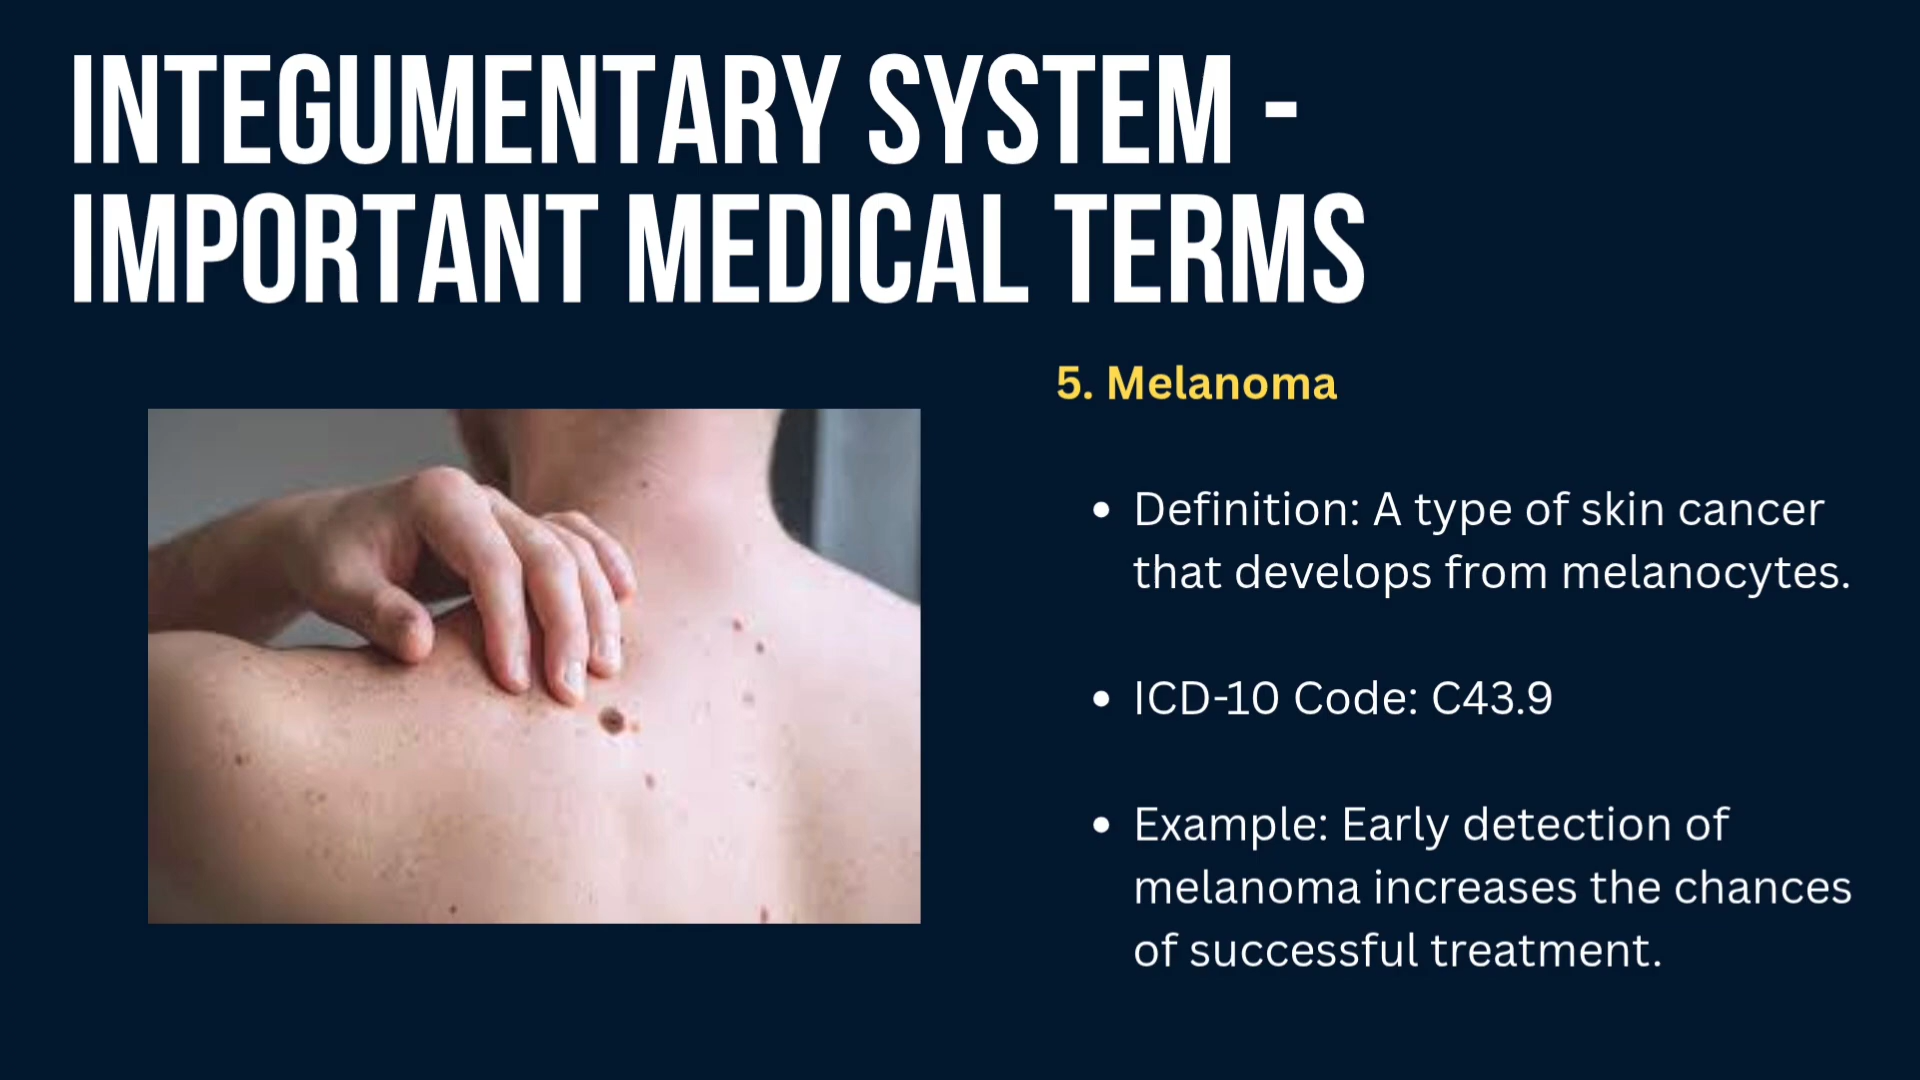 INTEGUMENTARY SYSTEM -
IMPORTANT MEDICAL TERMS
5. Melanoma
• Definition: A type of skin cancer
that develops from melanocytes.
• ICD-10 Code: C43.9
• Example: Early detection of
melanoma increases the chances
of successful treatment.